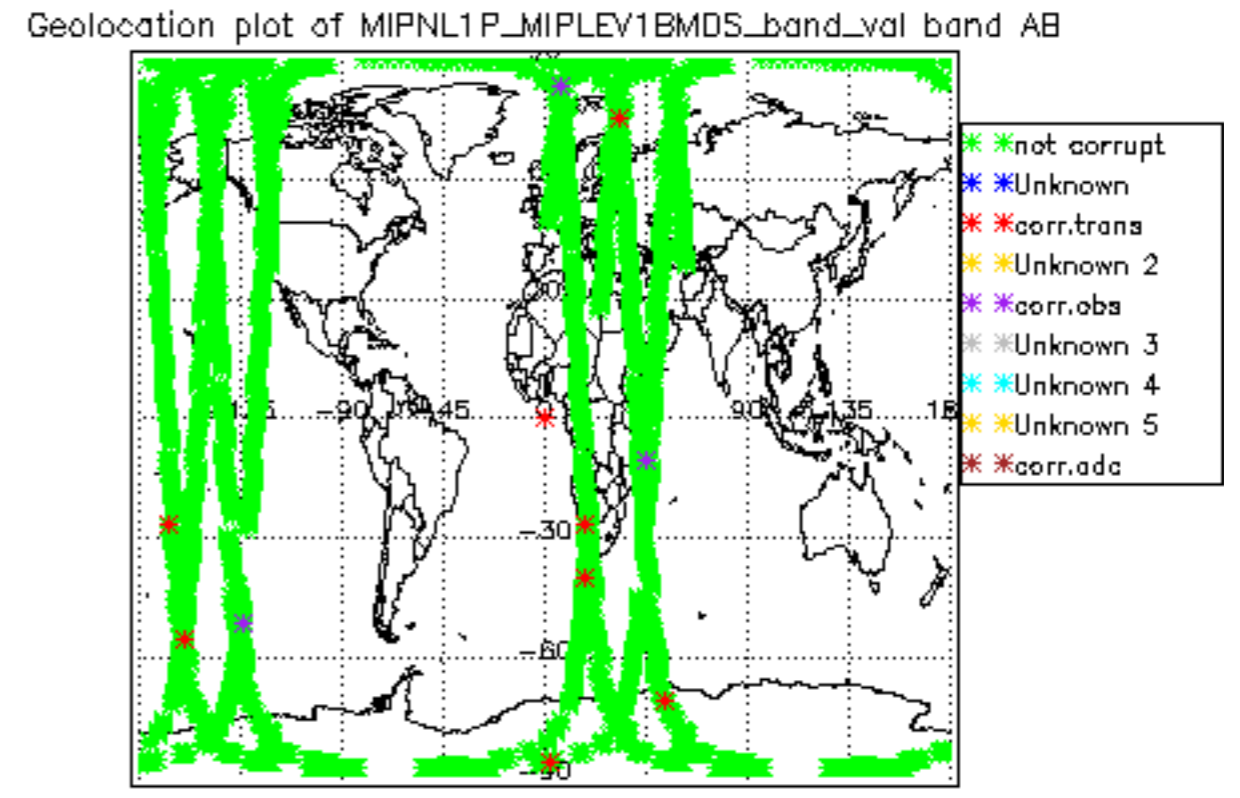 Geolocation plot of MIPNL1P_MIPLEV1BMDS_band_val band AB
not corrupt
Unknown
corr.trans
Unknown 2
corr.obs
Unknown 3
Unknown 4
Unknown 5
corr.adc
-90
-45
90
135
-30
-60
-90